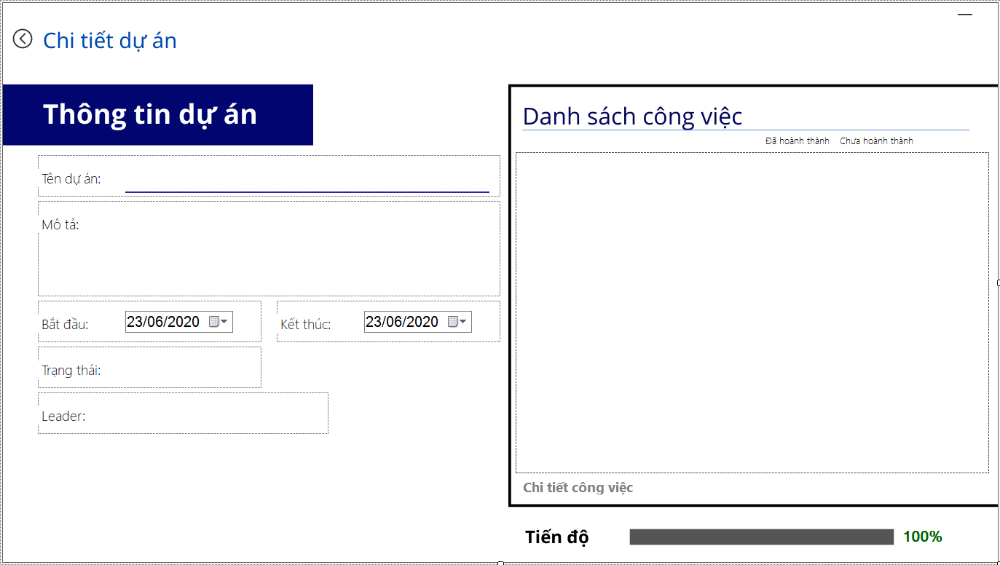 Chi tiết dự án
Thông tin dự án
Tên dự án:
Mô tả:
Bắt đầu: 23/06/2020 Kết thúc: 23/06/2020
Trạng thái:
Leader:
Danh sách công việc
Đã hoành thành Chưa hoành thành
Chi tiết công việc
Tiến độ 100%